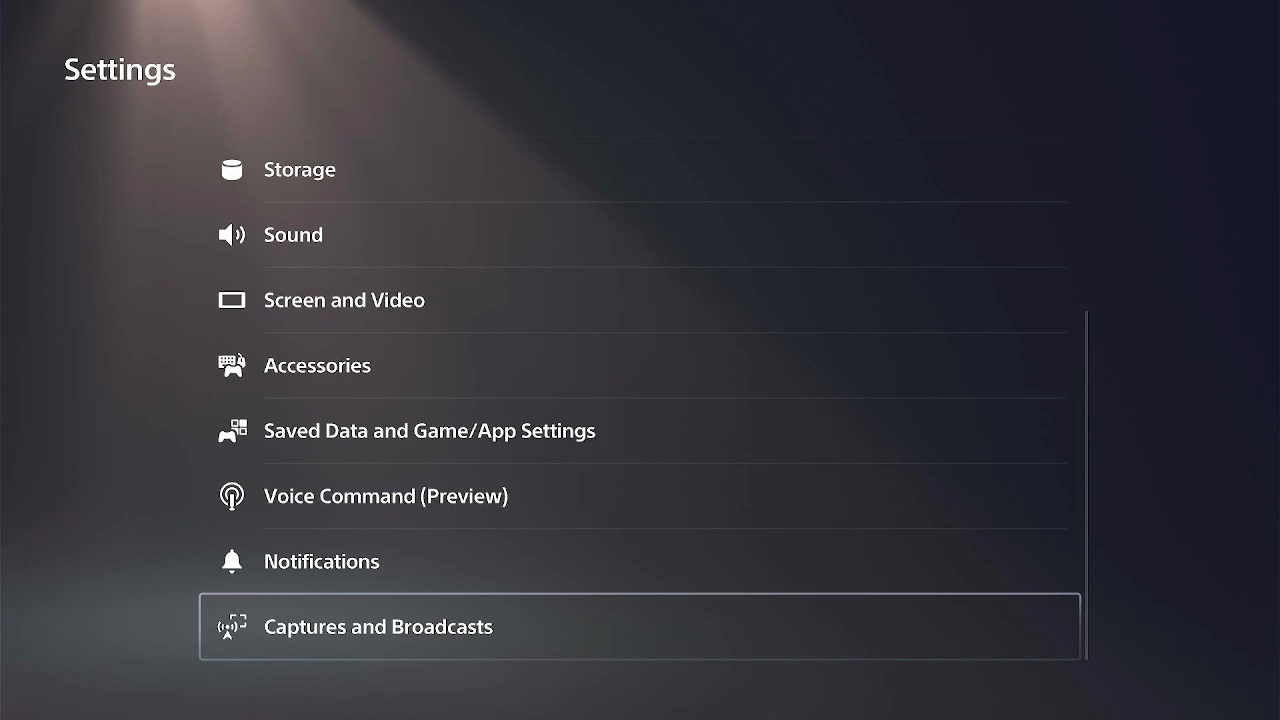 Settings
Storage
Sound
Screen and Video
Accessories
Saved Data and Game/App Settings
Voice Command (Preview)
Notifications
Captures and Broadcasts